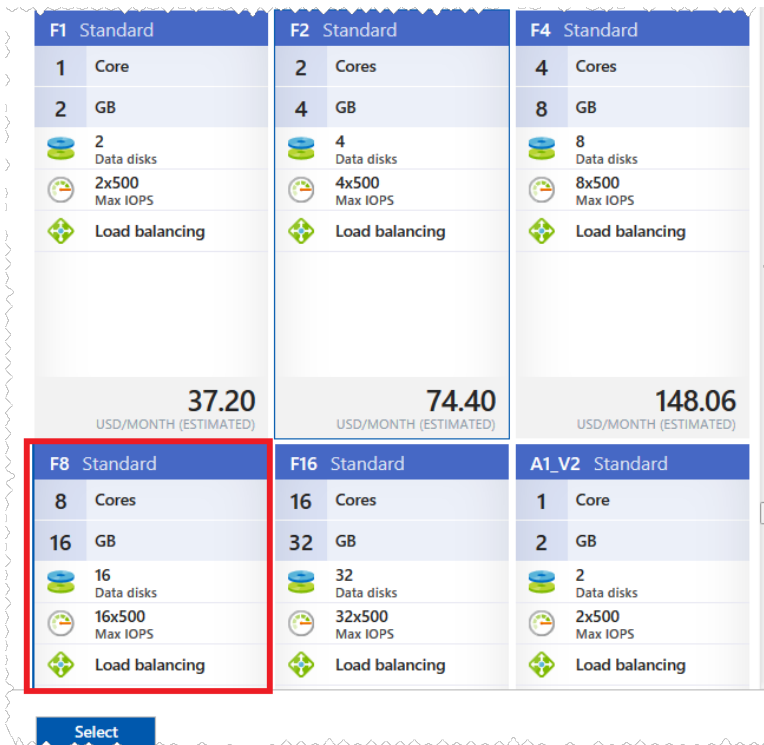 F1 Standard
1 Core
2 GB
2
Data disks
2x500
Max IOPS
Load balancing
37.20
USD/MONTH (ESTIMATED)
F2 Standard
2 Cores
4 GB
4
Data disks
4x500
Max IOPS
Load balancing
74.40
USD/MONTH (ESTIMATED)
F4 Standard
4 Cores
8 GB
8
Data disks
8x500
Max IOPS
Load balancing
148.06
USD/MONTH (ESTIMATED)
F8 Standard
8 Cores
16 GB
16
Data disks
16x500
Max IOPS
Load balancing
F16 Standard
16 Cores
32 GB
32
Data disks
32x500
Max IOPS
Load balancing
A1_V2 Standard
1 Core
2 GB
2
Data disks
2x500
Max IOPS
Load balancing
Select